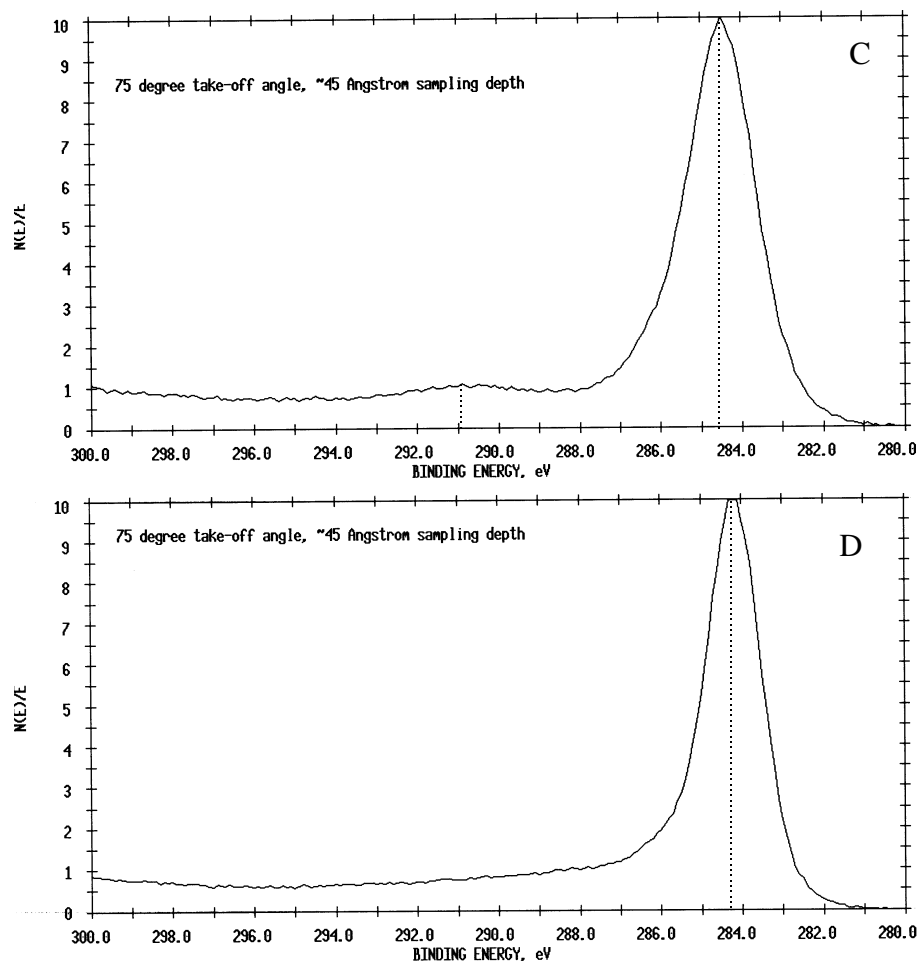 10
C
9
75 degree take-off angle, ~45 Angstrom sampling depth
8
7
6
N(E)/E
5
4
3
2
1
0
300.0 298.0 296.0 294.0 292.0 290.0 288.0 286.0 284.0 282.0 280.0
BINDING ENERGY, eV
10
75 degree take-off angle, ~45 Angstrom sampling depth
D
9
8
7
6
N(E)/E
5
4
3
2
1
0
300.0 298.0 296.0 294.0 292.0 290.0 288.0 286.0 284.0 282.0 280.0
BINDING ENERGY, eV